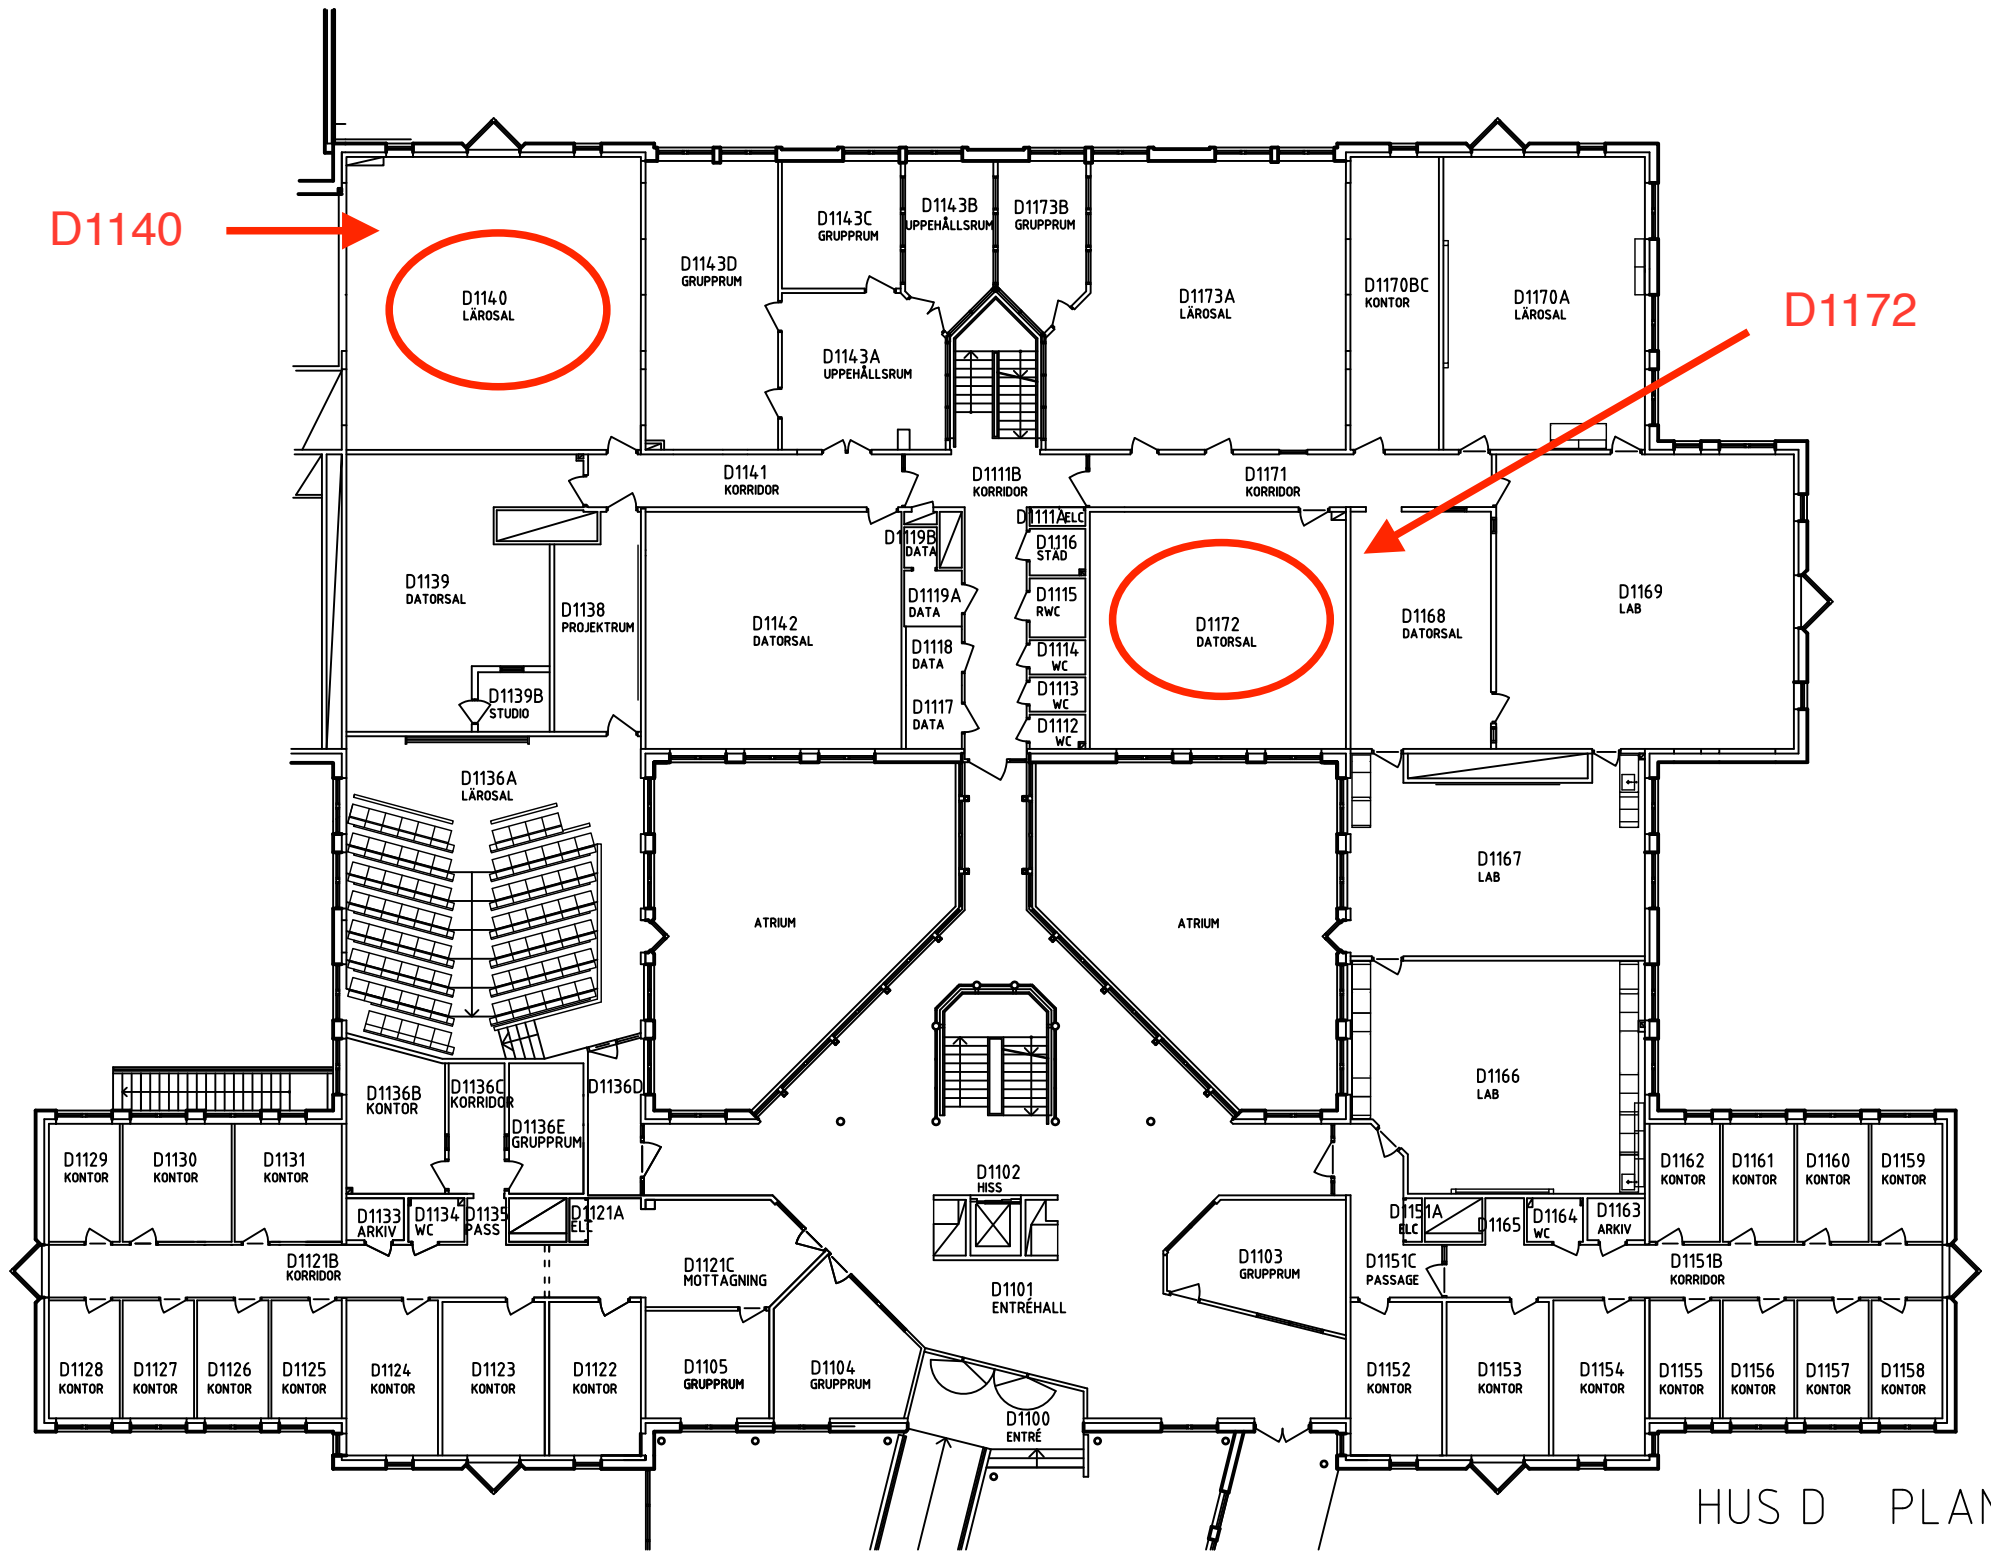 D1140
D1172
D1140
LÄROSAL
D1143D
GRUPPRUM
D1143C
GRUPPRUM
D1143B
UPPEHÅLLSRUM
D1173B
GRUPPRUM
D1143A
UPPEHÅLLSRUM
D1173A
LÄROSAL
D1170BC
KONTOR
D1170A
LÄROSAL
D1141
KORRIDOR
D1111B
KORRIDOR
D1171
KORRIDOR
D1139
DATORSAL
D1138
PROJEKTRUM
D1139B
STUDIO
D1142
DATORSAL
D1119B
DATA
D1119A
DATA
D1118
DATA
D1117
DATA
D1111A ELC
D1116
STÄD
D1115
RWC
D1114
WC
D1113
WC
D1112
WC
D1172
DATORSAL
D1168
DATORSAL
D1169
LAB
D1136A
LÄROSAL
ATRIUM
ATRIUM
D1167
LAB
D1166
LAB
D1136B
KONTOR
D1136C
KORRIDOR
D1136E
GRUPPRUM
D1136D
D1129
KONTOR
D1130
KONTOR
D1131
KONTOR
D1133
ARKIV
D1134
WC
D1135
PASS
D1121A
ELC
D1102
HISS
D1121B
KORRIDOR
D1121C
MOTTAGNING
D1101
ENTRÉHALL
D1103
GRUPPRUM
D1151A
ELC
D1165
D1164
WC
D1163
ARKIV
D1162
KONTOR
D1161
KONTOR
D1160
KONTOR
D1159
KONTOR
D1151C
PASSAGE
D1151B
KORRIDOR
D1128
KONTOR
D1127
KONTOR
D1126
KONTOR
D1125
KONTOR
D1124
KONTOR
D1123
KONTOR
D1122
KONTOR
D1105
GRUPPRUM
D1104
GRUPPRUM
D1100
ENTRÉ
D1152
KONTOR
D1153
KONTOR
D1154
KONTOR
D1155
KONTOR
D1156
KONTOR
D1157
KONTOR
D1158
KONTOR
HUS D PLAN